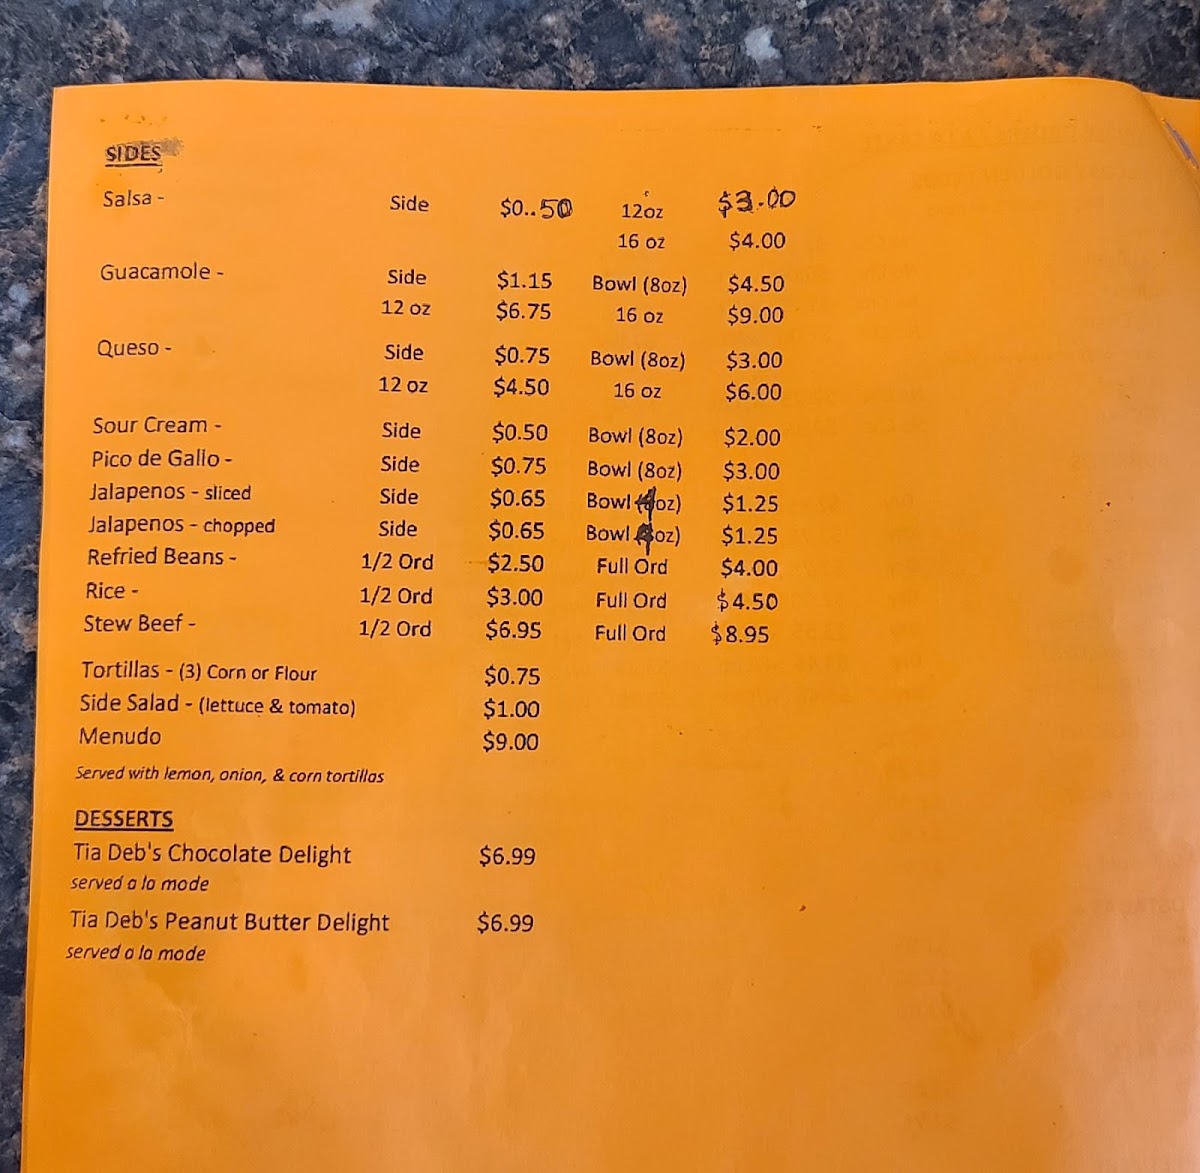 SIDES
Salsa - Side $0..50 12oz $3.00
16 oz $4.00
Guacamole - Side $1.15 Bowl (8oz) $4.50
12 oz $6.75 16 oz $9.00
Queso - Side $0.75 Bowl (8oz) $3.00
12 oz $4.50 16 oz $6.00
Sour Cream - Side $0.50 Bowl (8oz) $2.00
Pico de Gallo - Side $0.75 Bowl (8oz) $3.00
Jalapenos - sliced Side $0.65 Bowl (4oz) $1.25
Jalapenos - chopped Side $0.65 Bowl (4oz) $1.25
Refried Beans - 1/2 Ord $2.50 Full Ord $4.00
Rice - 1/2 Ord $3.00 Full Ord $4.50
Stew Beef - 1/2 Ord $6.95 Full Ord $8.95
Tortillas - (3) Corn or Flour $0.75
Side Salad - (lettuce & tomato) $1.00
Menudo $9.00
Served with lemon, onion, & corn tortillas
DESSERTS
Tia Deb's Chocolate Delight $6.99
served a la mode
Tia Deb's Peanut Butter Delight $6.99
served a la mode